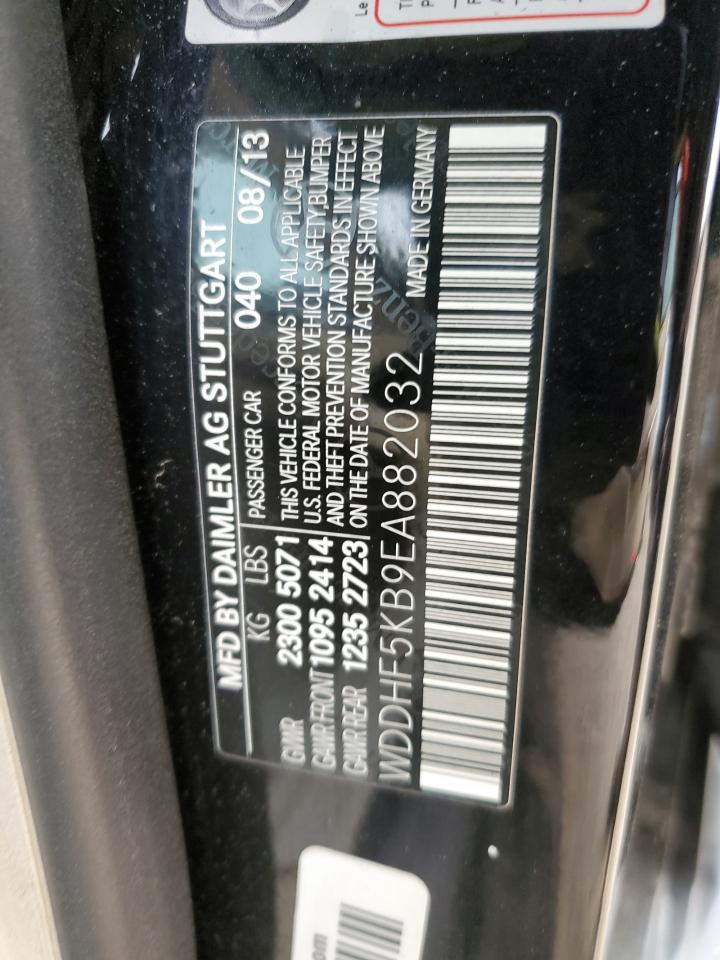 MFD BY DAIMLER AG STUTTGART
040 08/13
KG LBS PASSENGER CAR
GWR 2300 5071 THIS VEHICLE CONFORMS TO ALL APPLICABLE
GAWR FRONT 1095 2414 U.S. FEDERAL MOTOR VEHICLE SAFETY,BUMPER
AND THEFT PREVENTION STANDARDS IN EFFECT
GAWR REAR 1235 2723 ON THE DATE OF MANUFACTURE SHOWN ABOVE
WDDHF5KB9EA882032 MADE IN GERMANY